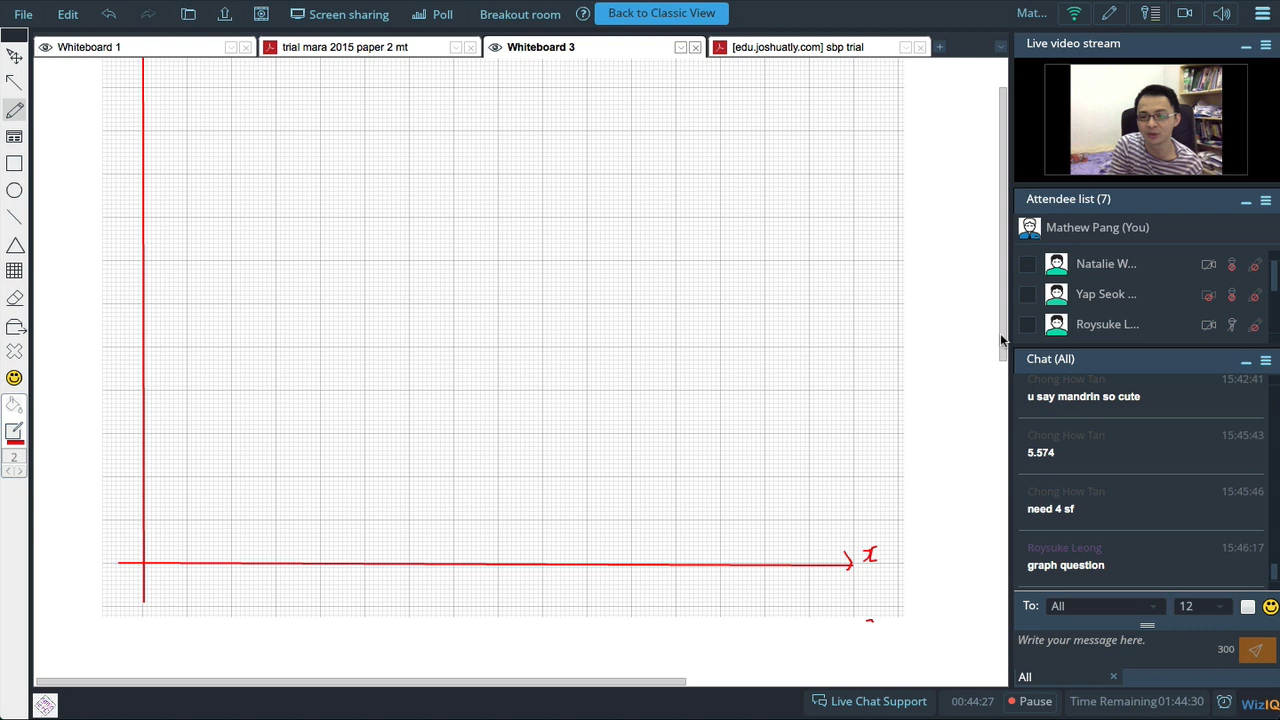 File Edit Screen sharing Poll Breakout room ? Back to Classic View Mat...
Whiteboard 1 trial mara 2015 paper 2 mt Whiteboard 3 [edu.joshuatly.com] sbp trial
Live video stream
Attendee list (7)
Mathew Pang (You)
Natalie W...
Yap Seok ...
Roysuke L...
Chat (All)
Chong How Tan 15:42:41
u say mandrin so cute
Chong How Tan 15:45:43
5.574
Chong How Tan 15:45:46
need 4 sf
Roysuke Leong 15:46:17
graph question
x
2
To: All 12
Write your message here.
300
All
Live Chat Support 00:44:27 Pause Time Remaining 01:44:30 WizIQ